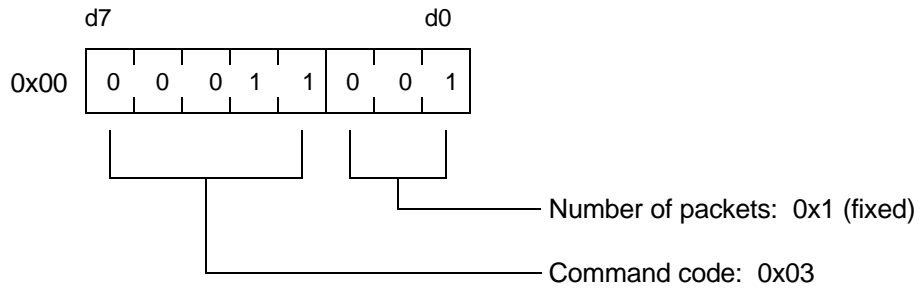 d7 d0
0x00 0 0 0 1 1 0 0 1
Number of packets: 0x1 (fixed)
Command code: 0x03